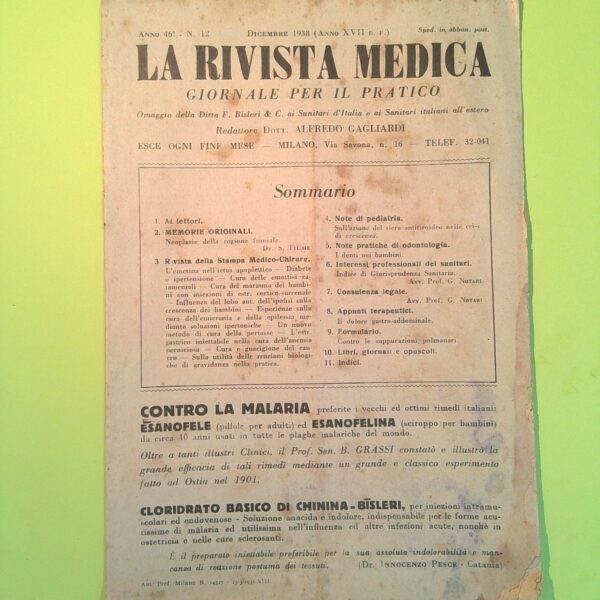 ANNO 46° - N. 12 DICEMBRE 1938 (ANNO XVII E. F.) Sped. in abbon. post.
LA RIVISTA MEDICA
GIORNALE PER IL PRATICO
Omaggio della Ditta F. Bisleri & C. ai Sanitari d'Italia e ai Sanitari italiani all'estero
Redattore DOTT. ALFREDO GAGLIARDI
ESCE OGNI FINE MESE — MILANO, Via Savona, n. 16 — TELEF. 32-041
Sommario
1. Ai lettori.
2. MEMORIE ORIGINALI.
Neoplasie della regione frontale.
DR. S. FIUME
3 Rivista della Stampa Medico-Chirurg.
L'emetina nell'ictus apoplettico — Diabete
e ipertensione — Cura delle emottisi ca-
tameniali — Cura del marasma dei bambi-
ni con iniezioni di estr. cortico-surrenale
— Influenza del lobo ant. dell'ipofisi sulla
crescenza dei bambini — Esperienze sulla
cura dell'emicrania e della epilessia me-
diante soluzioni ipertoniche — Un nuovo
metodo di cura della pertosse — L'estr.
gastrico iniettabile nella cura dell'anemia
perniciosa — Cura e guarigione del can-
cro — Sulla utilità delle reazioni biologi-
che di gravidanza nella pratica.
4. Note di pediatria.
Sull'azione del siero antitiroideo nelle cri-
di crescenza.
5. Note pratiche di odontologia.
I denti nei bambini.
6. Interessi professionali dei sanitari.
Indice di Giurisprudenza Sanitaria.
AVV. PROF. G. NOTARI
7. Consulenza legale.
AVV. PROF. G. NOTARI
8. Appunti terapeutici.
Il dolore gastro-addominale.
9. Formulario.
Contro le suppurazioni polmonari
10. Libri, giornali e opuscoli.
11. Indici.
CONTRO LA MALARIA preferite i vecchi ed ottimi rimedi italiani:
ESANOFELE (pillole per adulti) ed ESANOFELINA (sciroppo per bambini)
da circa 40 anni usati in tutte le plaghe malariche del mondo.
Oltre a tanti illustri Clinici, il Prof. Sen. B. GRASSI constatò e illustrò la
grande efficacia di tali rimedi mediante un grande e classico esperimento
fatto ad Ostia nel 1901.
CLORIDRATO BASICO DI CHININA-BISLERI, per iniezioni intramu-
scolari ed endovenose - Soluzione anacida e indolore, indispensabile per le forme acu-
tissime di malaria ed utilissima nell'influenza ed altre infezioni acute, nonchè in
ostetricia e nelle cure sclerosanti.
È il preparato iniettabile preferibile per la sua assoluta indolorabilità e man-
canza di reazione postuma dei tessuti. (Dr. INNOCENZO PESCE - Catania)
Aut. Pref. Milano N.